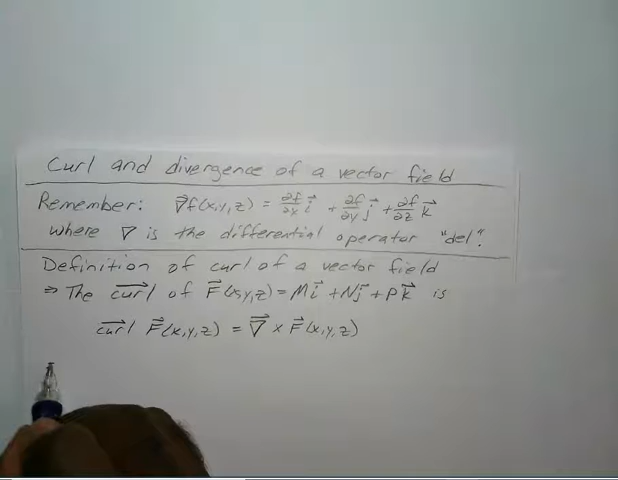 Curl and divergence of a vector field
Remember: ∇⃗f(x,y,z) = ∂f/∂x i⃗ + ∂f/∂y j⃗ + ∂f/∂z k⃗
where ∇ is the differential operator "del".
Definition of curl of a vector field
⇒ The curl⃗ of F⃗(x,y,z) = Mi⃗ + Nj⃗ + Pk⃗ is
curl⃗ F⃗(x,y,z) = ∇⃗ × F⃗(x,y,z)